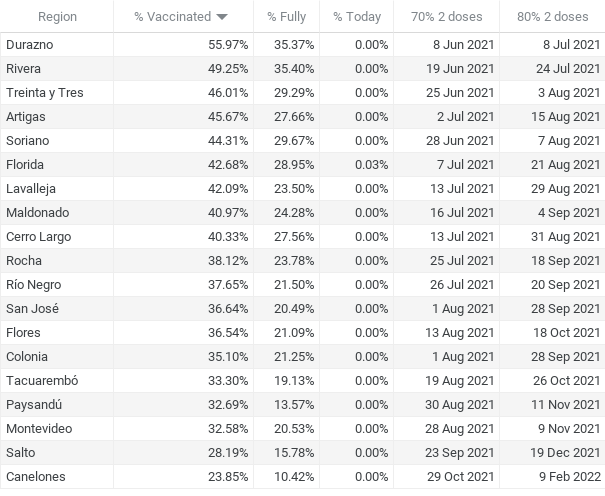 Region % Vaccinated % Fully % Today 70% 2 doses 80% 2 doses
Durazno 55.97% 35.37% 0.00% 8 Jun 2021 8 Jul 2021
Rivera 49.25% 35.40% 0.00% 19 Jun 2021 24 Jul 2021
Treinta y Tres 46.01% 29.29% 0.00% 25 Jun 2021 3 Aug 2021
Artigas 45.67% 27.66% 0.00% 2 Jul 2021 15 Aug 2021
Soriano 44.31% 29.67% 0.00% 28 Jun 2021 7 Aug 2021
Florida 42.68% 28.95% 0.03% 7 Jul 2021 21 Aug 2021
Lavalleja 42.09% 23.50% 0.00% 13 Jul 2021 29 Aug 2021
Maldonado 40.97% 24.28% 0.00% 16 Jul 2021 4 Sep 2021
Cerro Largo 40.33% 27.56% 0.00% 13 Jul 2021 31 Aug 2021
Rocha 38.12% 23.78% 0.00% 25 Jul 2021 18 Sep 2021
Río Negro 37.65% 21.50% 0.00% 26 Jul 2021 20 Sep 2021
San José 36.64% 20.49% 0.00% 1 Aug 2021 28 Sep 2021
Flores 36.54% 21.09% 0.00% 13 Aug 2021 18 Oct 2021
Colonia 35.10% 21.25% 0.00% 1 Aug 2021 28 Sep 2021
Tacuarembó 33.30% 19.13% 0.00% 19 Aug 2021 26 Oct 2021
Paysandú 32.69% 13.57% 0.00% 30 Aug 2021 11 Nov 2021
Montevideo 32.58% 20.53% 0.00% 28 Aug 2021 9 Nov 2021
Salto 28.19% 15.78% 0.00% 23 Sep 2021 19 Dec 2021
Canelones 23.85% 10.42% 0.00% 29 Oct 2021 9 Feb 2022